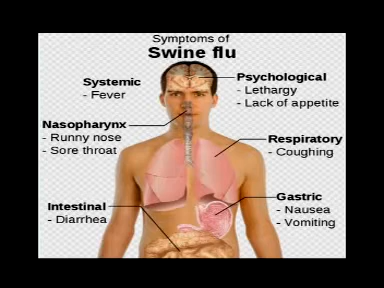 Symptoms of
Swine flu
Systemic
- Fever
Psychological
- Lethargy
- Lack of appetite
Nasopharynx
- Runny nose
- Sore throat
Respiratory
- Coughing
Gastric
- Nausea
- Vomiting
Intestinal
- Diarrhea